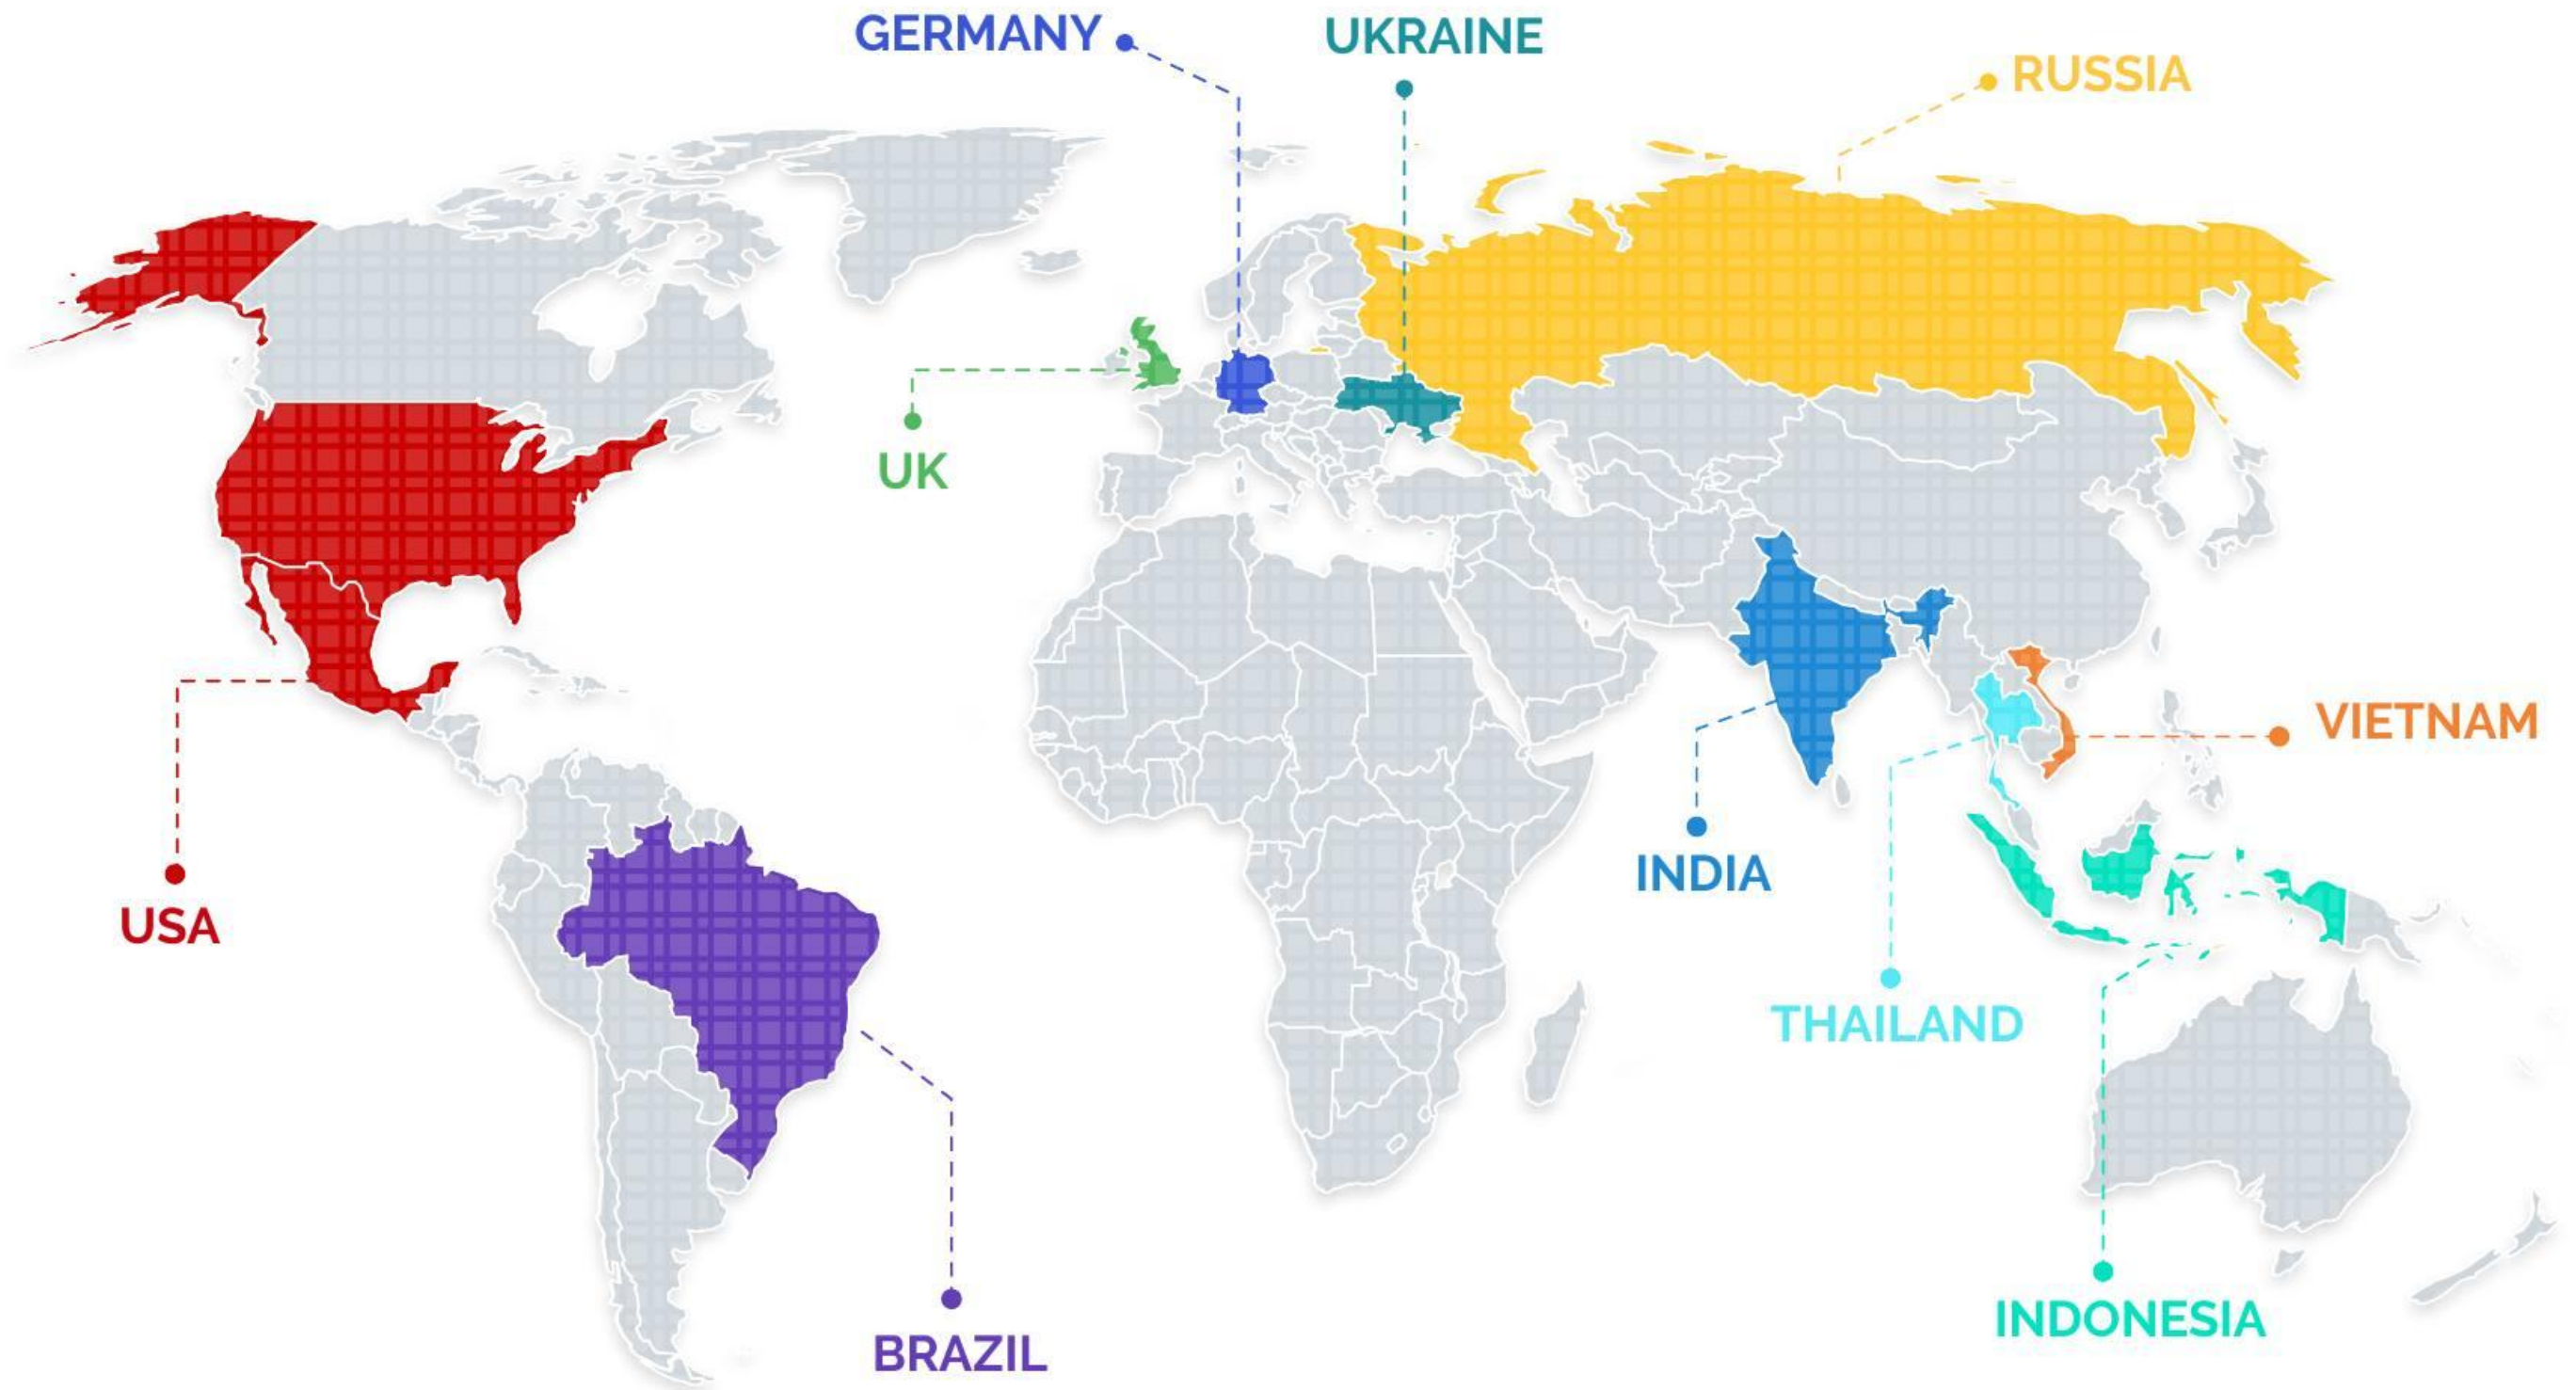 GERMANY
UKRAINE
RUSSIA
UK
VIETNAM
INDIA
USA
THAILAND
INDONESIA
BRAZIL